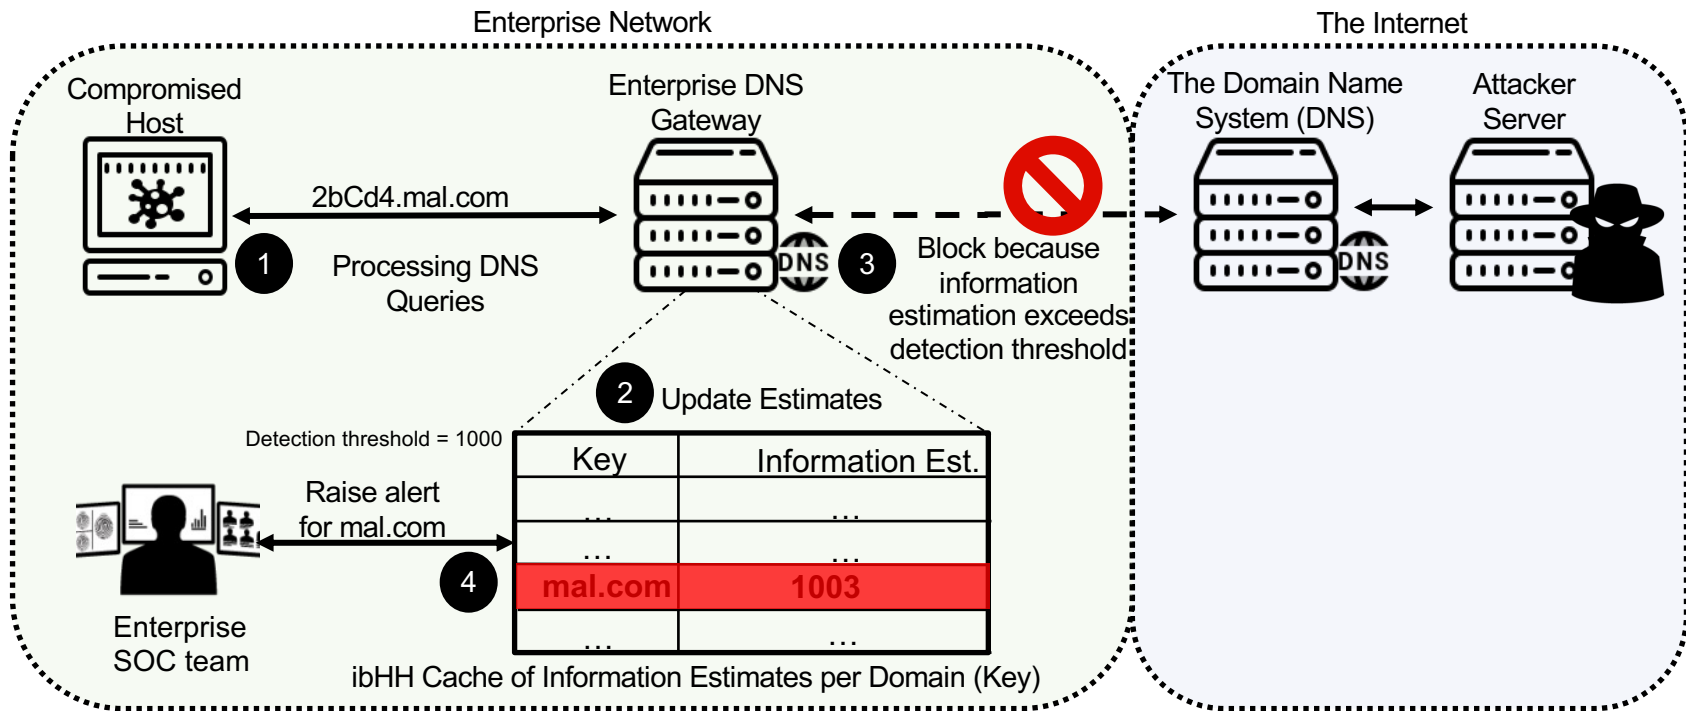 Enterprise Network
The Internet
Compromised
Host
Enterprise DNS
Gateway
The Domain Name
System (DNS)
Attacker
Server
2bCd4.mal.com
1
Processing DNS
Queries
DNS
3
Block because
information
estimation exceeds
detection threshold
DNS
2
Update Estimates
Detection threshold = 1000
Key
Information Est.
...
...
...
...
mal.com
1003
...
...
Raise alert
for mal.com
4
Enterprise
SOC team
ibHH Cache of Information Estimates per Domain (Key)